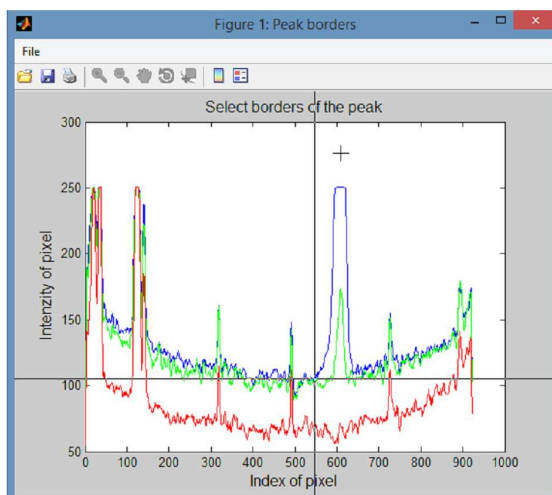 Figure 1: Peak borders
File
Select borders of the peak
300
250
200
150
100
50
Intenzity of pixel
0 100 200 300 400 500 600 700 800 900 1000
Index of pixel